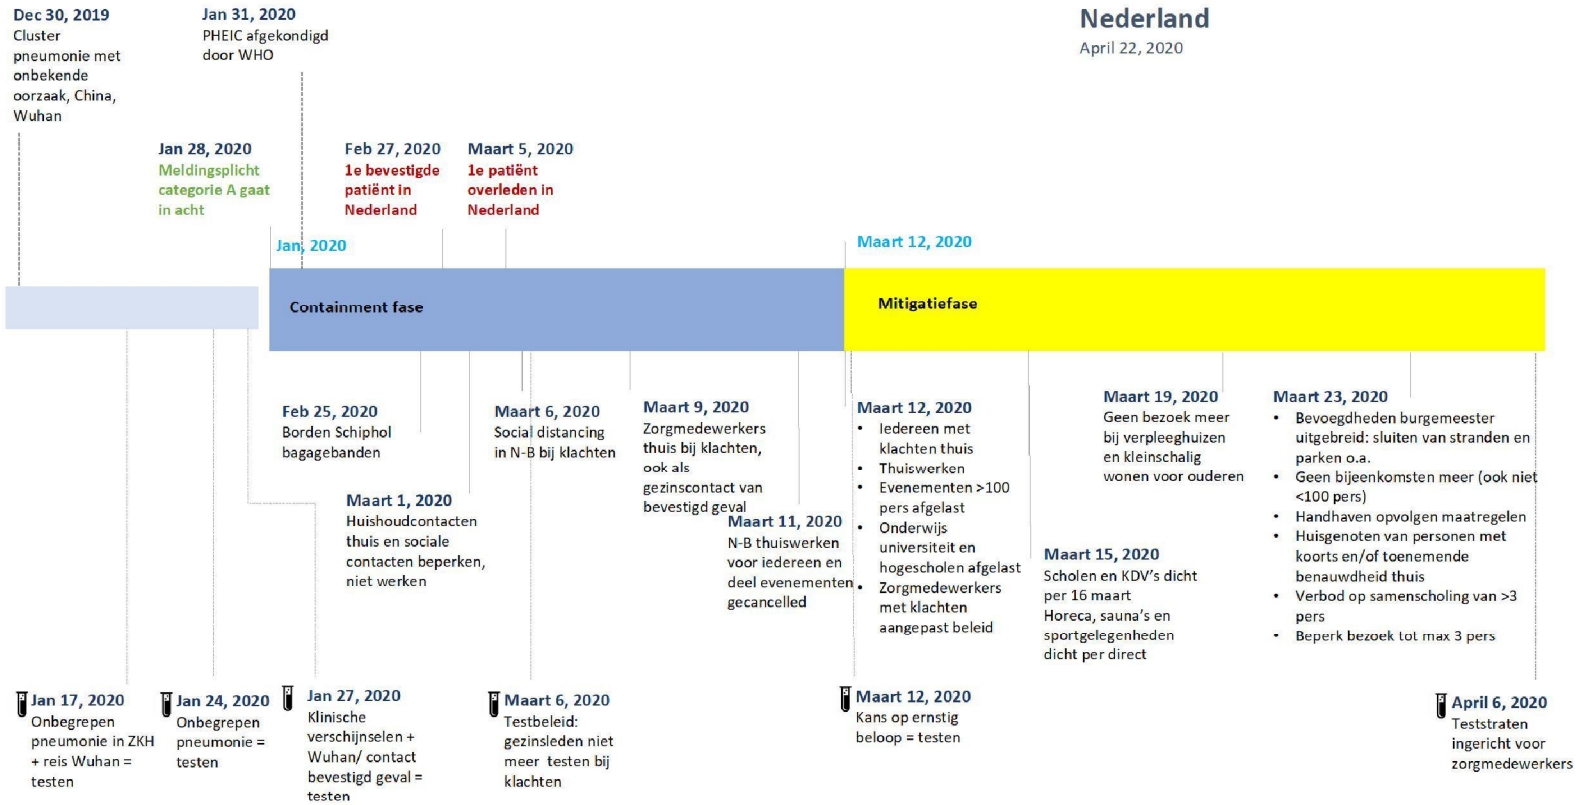 Nederland
April 22, 2020
Dec 30, 2019
Cluster
pneumonie met
onbekende
oorzaak, China,
Wuhan
Jan 31, 2020
PHEIC afgekondigd
door WHO
Jan 28, 2020
Meldingsplicht
categorie A gaat
in acht
Feb 27, 2020
1e bevestigde
patiënt in
Nederland
Maart 5, 2020
1e patiënt
overleden in
Nederland
Jan, 2020
Maart 12, 2020
Containment fase
Mitigatiefase
Feb 25, 2020
Borden Schiphol
bagagebanden
Maart 1, 2020
Huishoudcontacten
thuis en sociale
contacten beperken,
niet werken
Maart 6, 2020
Social distancing
in N-B bij klachten
Maart 9, 2020
Zorgmedewerkers
thuis bij klachten,
ook als
gezinscontact van
bevestigd geval
Maart 11, 2020
N-B thuiswerken
voor iedereen en
deel evenementen
gecancelled
Maart 12, 2020
• Iedereen met
klachten thuis
• Thuiswerken
• Evenementen >100
pers afgelast
• Onderwijs
universiteit en
hogescholen afgelast
• Zorgmedewerkers
met klachten
aangepast beleid
Maart 15, 2020
Scholen en KDV's dicht
per 16 maart
Horeca, sauna's en
sportgelegenheden
dicht per direct
Maart 19, 2020
Geen bezoek meer
bij verpleeghuizen
en kleinschalig
wonen voor ouderen
Maart 23, 2020
• Bevoegdheden burgemeester
uitgebreid: sluiten van stranden en
parken o.a.
• Geen bijeenkomsten meer (ook niet
<100 pers)
• Handhaven opvolgen maatregelen
• Huisgenoten van personen met
koorts en/of toenemende
benauwdheid thuis
• Verbod op samenscholing van >3
pers
• Beperk bezoek tot max 3 pers
Jan 17, 2020
Onbegrepen
pneumonie in ZKH
+ reis Wuhan =
testen
Jan 24, 2020
Onbegrepen
pneumonie =
testen
Jan 27, 2020
Klinische
verschijnselen +
Wuhan/ contact
bevestigd geval =
testen
Maart 6, 2020
Testbeleid:
gezinsleden niet
meer testen bij
klachten
Maart 12, 2020
Kans op ernstig
beloop = testen
April 6, 2020
Teststraten
ingericht voor
zorgmedewerkers